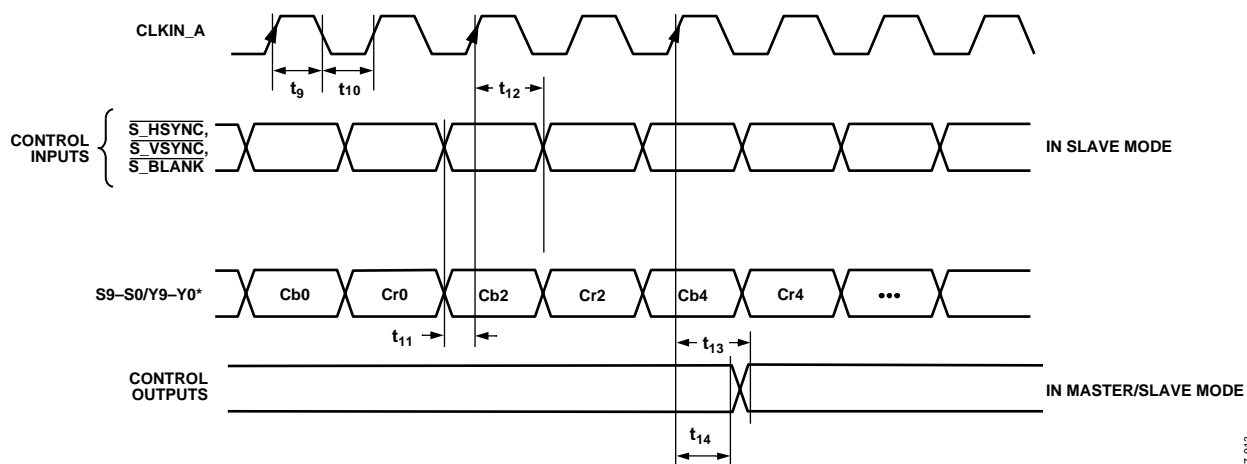 CLKIN_A
t9
t10
t12
CONTROL INPUTS
S_HSYNC,
S_VSYNC,
S_BLANK
IN SLAVE MODE
S9–S0/Y9–Y0*
Cb0
Cr0
Cb2
Cr2
Cb4
Cr4
•••
t11
t13
CONTROL OUTPUTS
IN MASTER/SLAVE MODE
t14